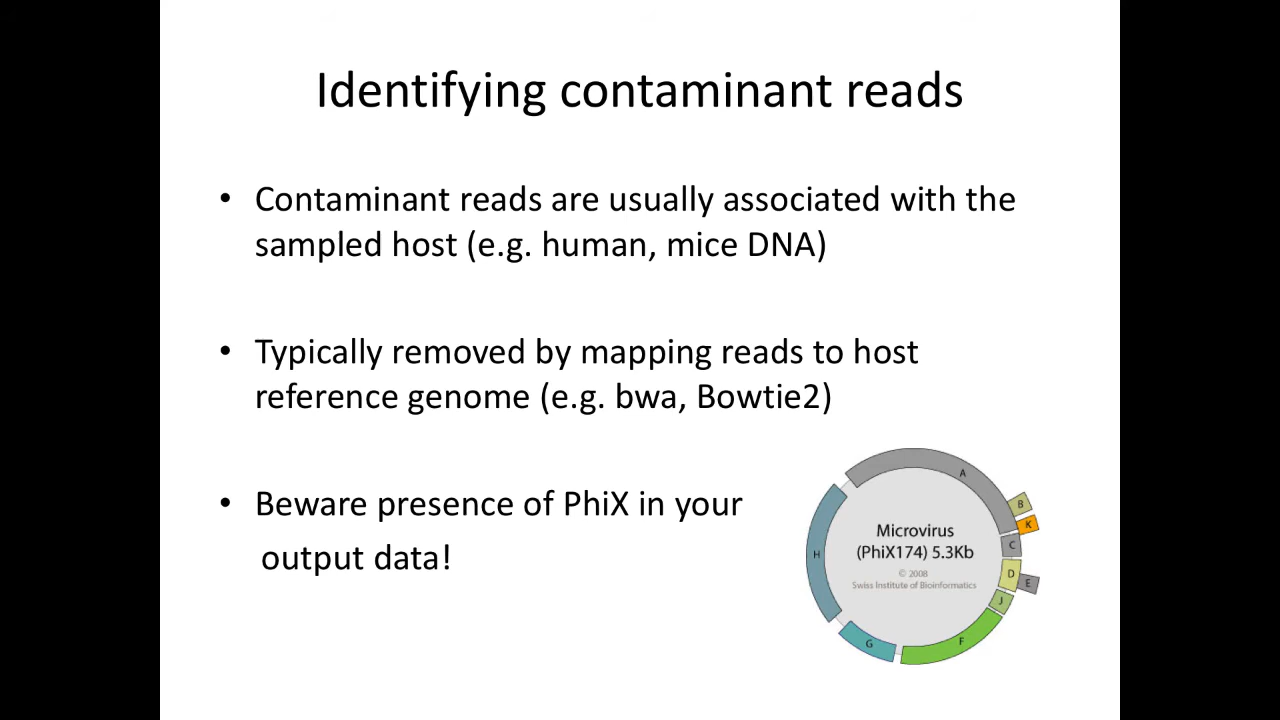 Identifying contaminant reads
• Contaminant reads are usually associated with the
sampled host (e.g. human, mice DNA)
• Typically removed by mapping reads to host
reference genome (e.g. bwa, Bowtie2)
• Beware presence of PhiX in your
output data!
A
B
K
C
D
E
J
F
G
H
Microvirus
(PhiX174) 5.3Kb
© 2008
Swiss Institute of Bioinformatics